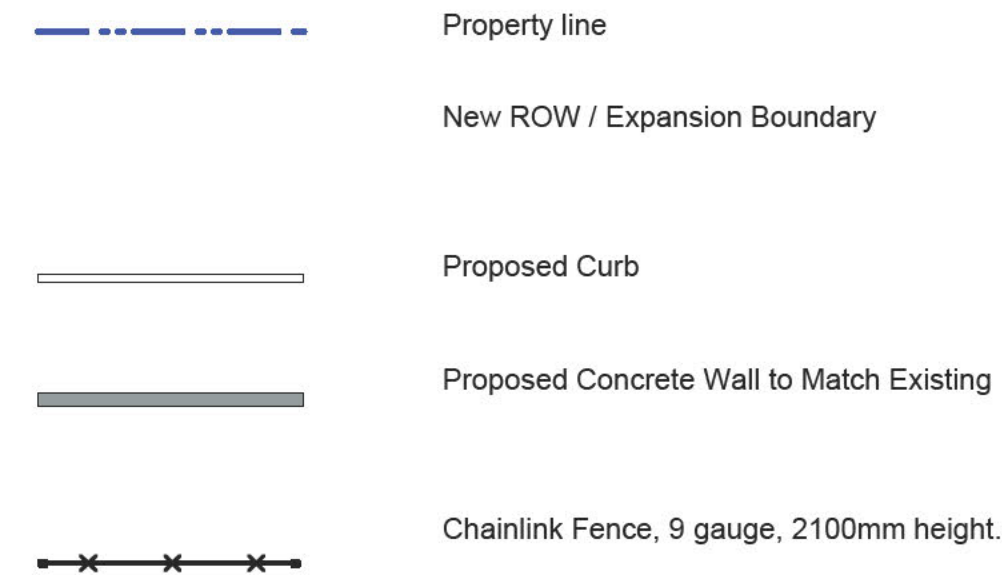 Property line
New ROW / Expansion Boundary
Proposed Curb
Proposed Concrete Wall to Match Existing
Chainlink Fence, 9 gauge, 2100mm height.